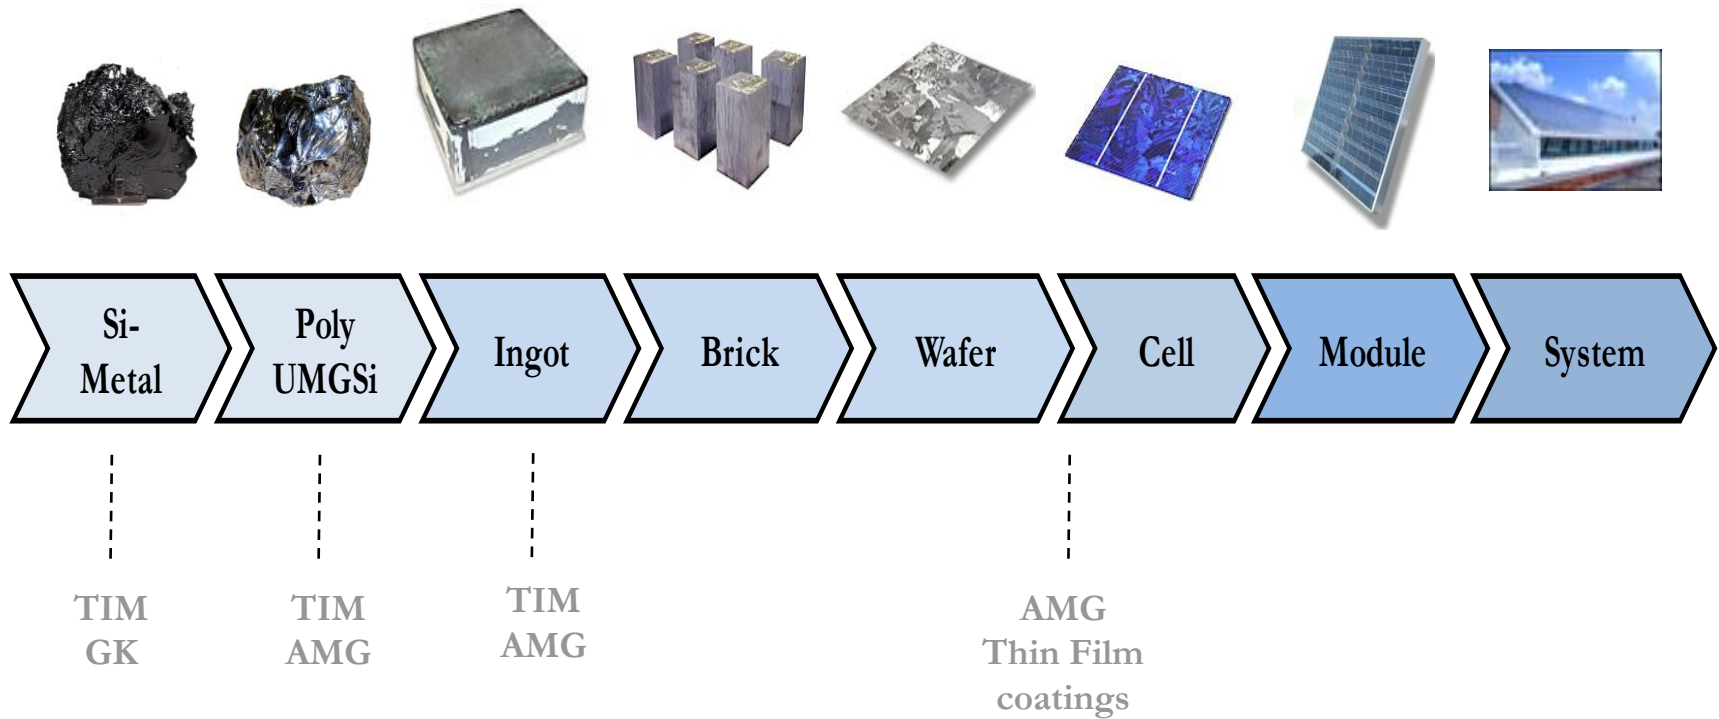 Si-
Metal
Poly
UMGSi
Ingot
Brick
Wafer
Cell
Module
System
TIM
GK
TIM
AMG
TIM
AMG
AMG
Thin Film
coatings